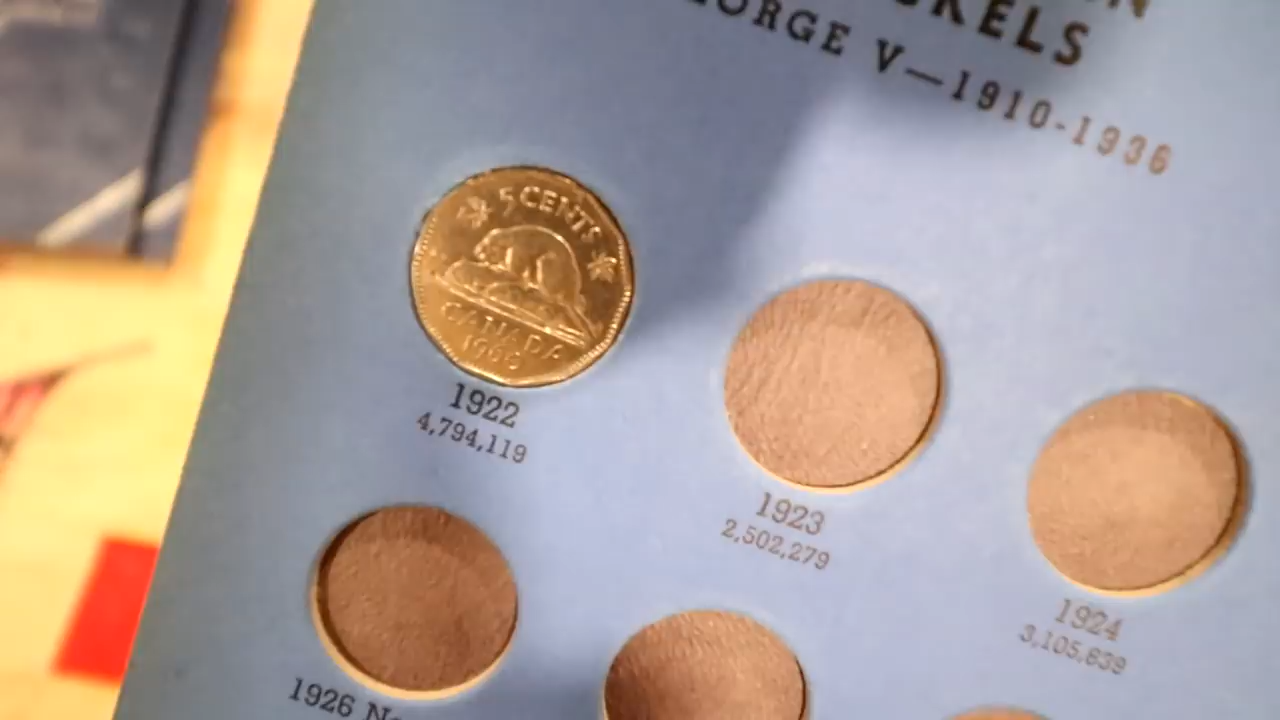 KELS
ORGE V—1910-1936
5 CENTS
CANADA
1922
4,794,119
1923
2,502,279
1924
3,105,839
1926